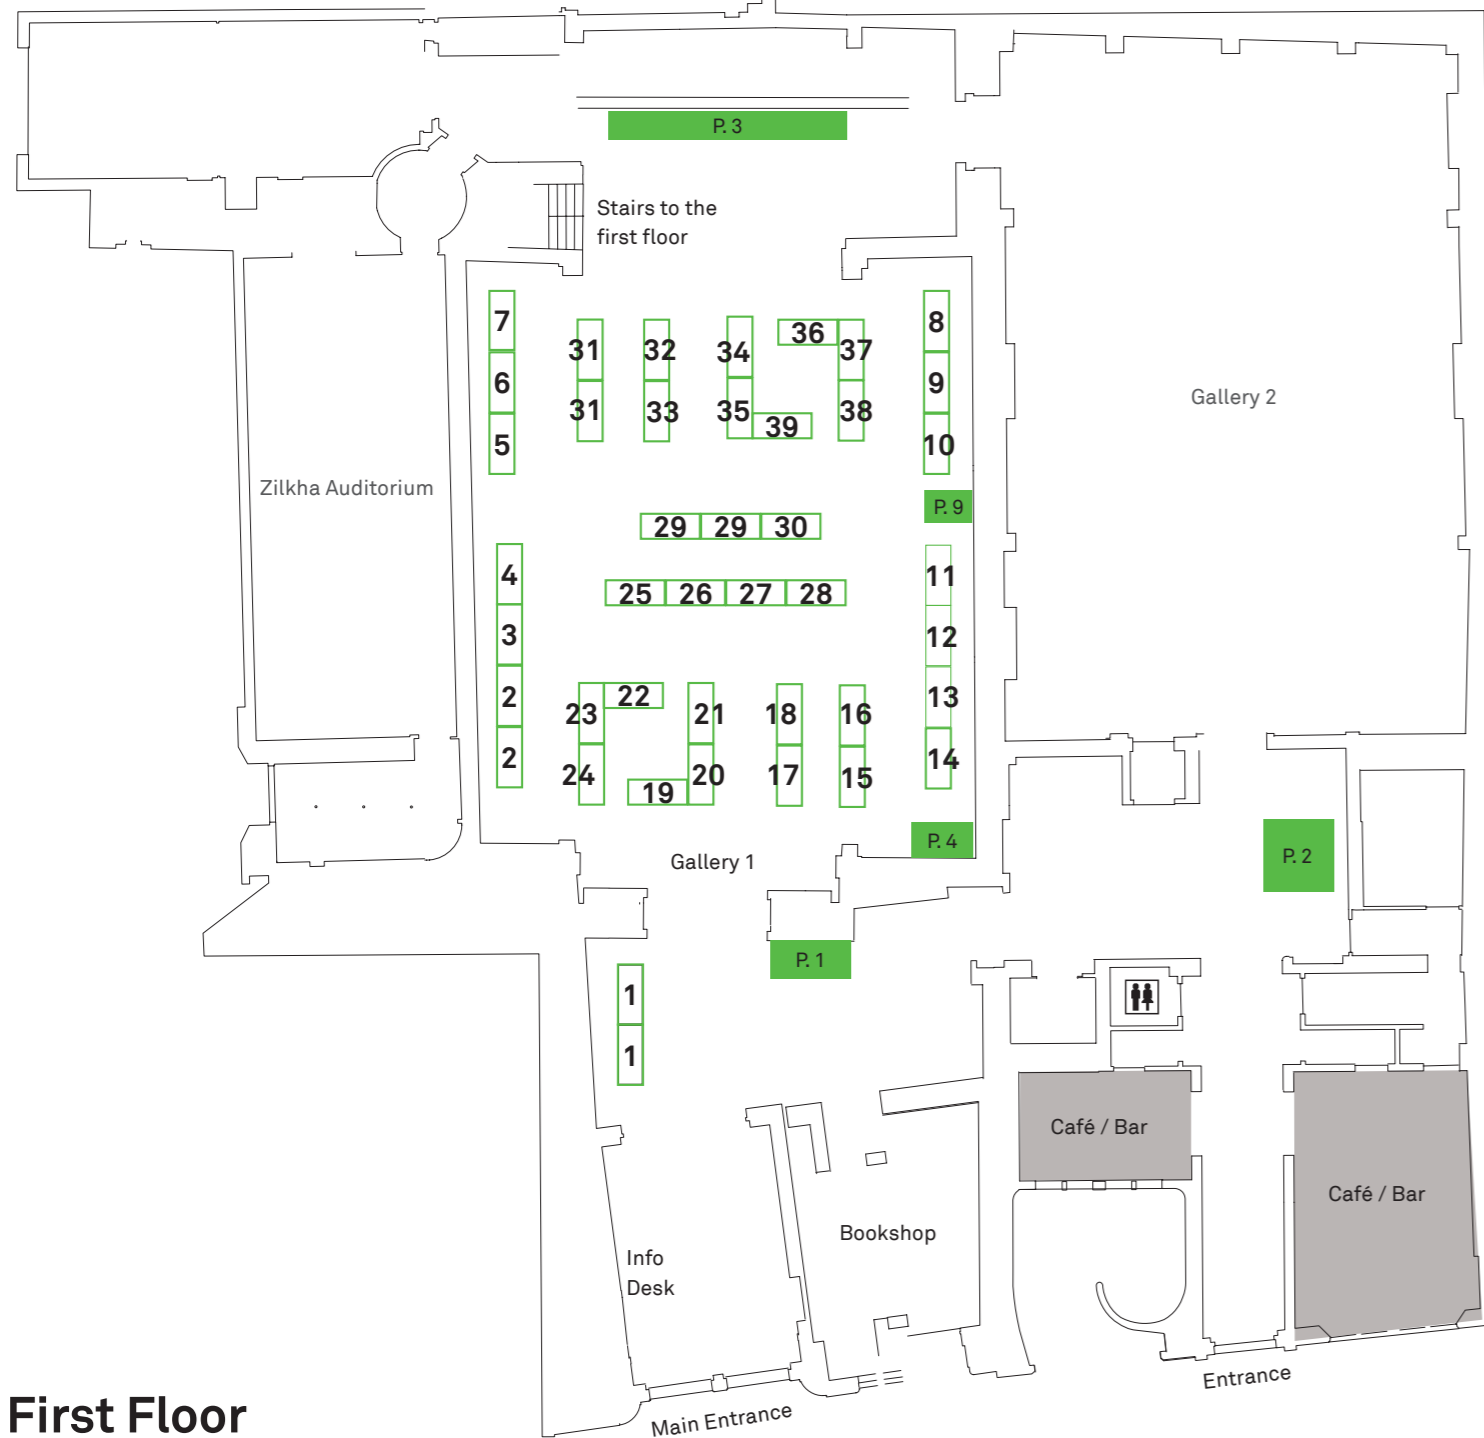 P. 3
Stairs to the
first floor
7
31
32
34
36
37
8
6
31
33
35
39
38
9
5
10
Gallery 2
Zilkha Auditorium
P. 9
29 29 30
4
11
25 26 27 28
3
12
2
23
22
21
18
16
13
2
24
19
20
17
15
14
P. 4
P. 2
Gallery 1
P. 1
1
1
Café / Bar
Café / Bar
Bookshop
Info
Desk
Entrance
Main Entrance
First Floor